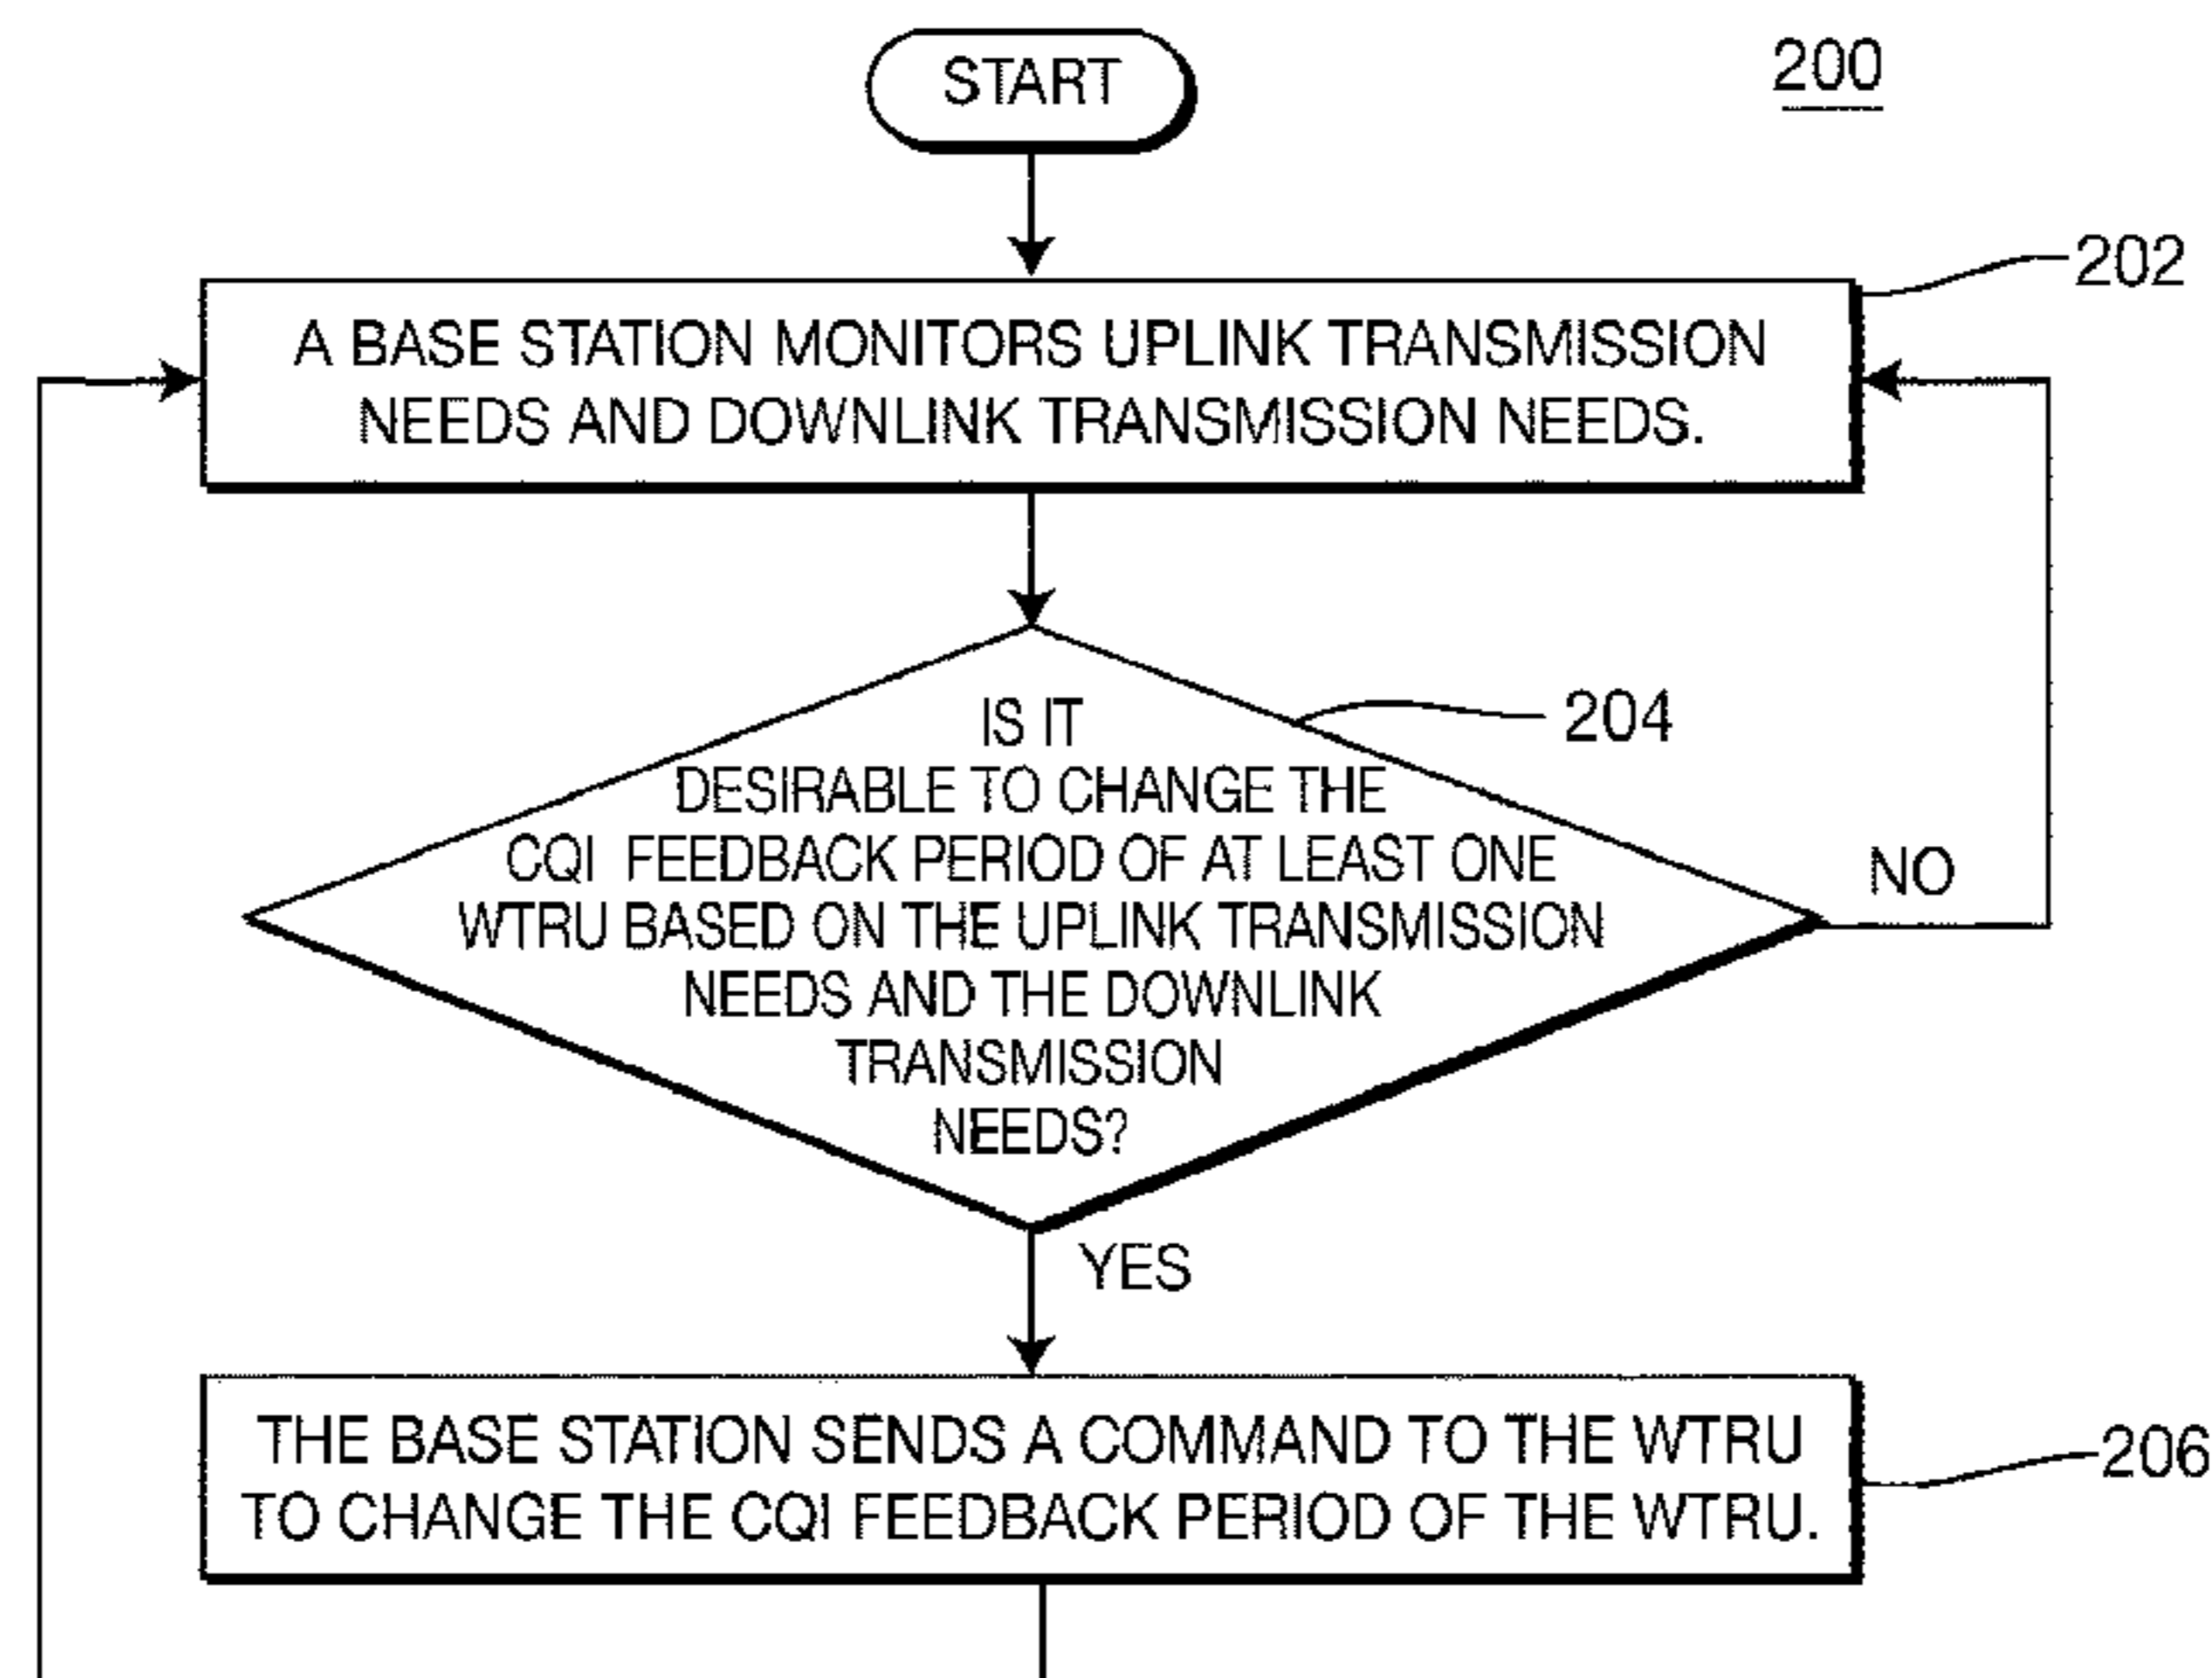 START
200
202
A BASE STATION MONITORS UPLINK TRANSMISSION
NEEDS AND DOWNLINK TRANSMISSION NEEDS.
204
IS IT
DESIRABLE TO CHANGE THE
CQI FEEDBACK PERIOD OF AT LEAST ONE
WTRU BASED ON THE UPLINK TRANSMISSION
NEEDS AND THE DOWNLINK
TRANSMISSION
NEEDS?
NO
YES
THE BASE STATION SENDS A COMMAND TO THE WTRU
TO CHANGE THE CQI FEEDBACK PERIOD OF THE WTRU.
206